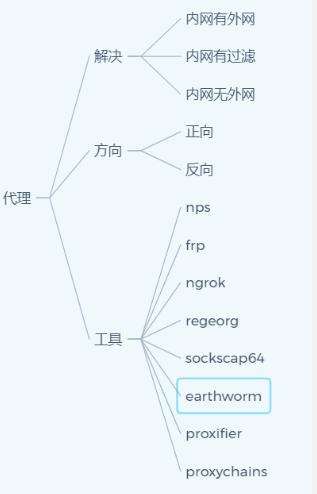 内网有外网
解决
内网有过滤
内网无外网
正向
方向
反向
代理
nps
frp
ngrok
regeorg
工具
sockscap64
earthworm
proxifier
proxychains